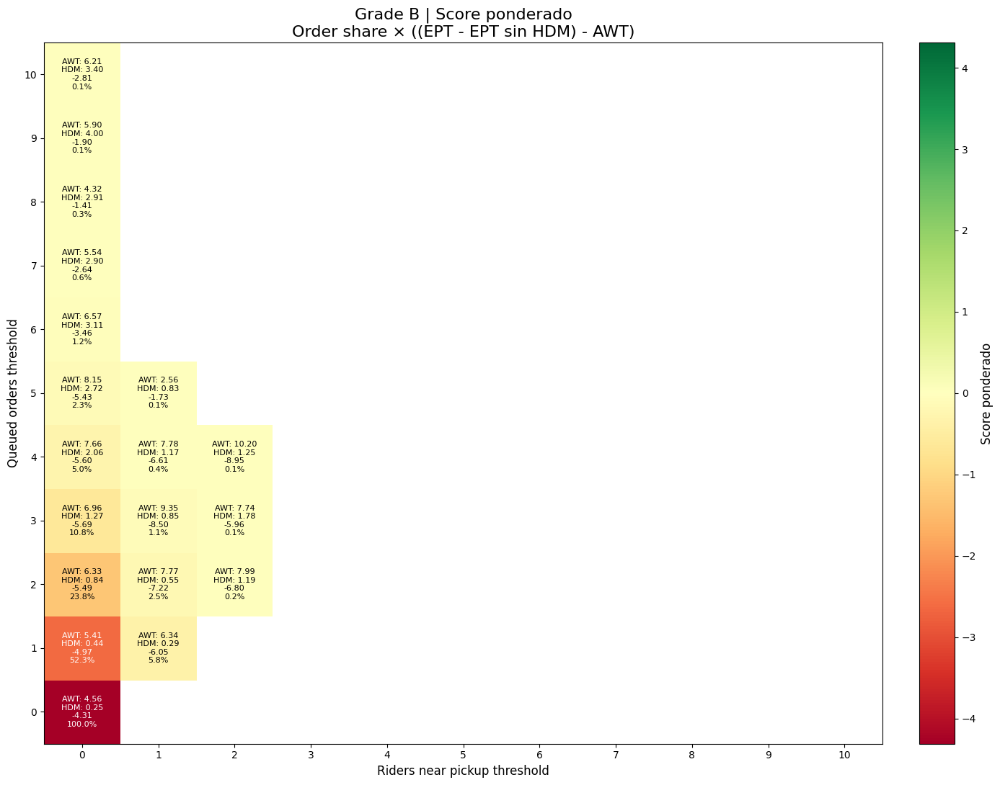 Grade B | Score ponderado
Order share × ((EPT - EPT sin HDM) - AWT)
Queued orders threshold
10
AWT: 6.21
HDM: 3.40
-2.81
0.1%
9
AWT: 5.90
HDM: 4.00
-1.90
0.1%
8
AWT: 4.32
HDM: 2.91
-1.41
0.3%
7
AWT: 5.54
HDM: 2.90
-2.64
0.6%
6
AWT: 6.57
HDM: 3.11
-3.46
1.2%
5
AWT: 8.15
HDM: 2.72
-5.43
2.3%
AWT: 2.56
HDM: 0.83
-1.73
0.1%
4
AWT: 7.66
HDM: 2.06
-5.60
5.0%
AWT: 7.78
HDM: 1.17
-6.61
0.4%
AWT: 10.20
HDM: 1.25
-8.95
0.1%
3
AWT: 6.96
HDM: 1.27
-5.69
10.8%
AWT: 9.35
HDM: 0.85
-8.50
1.1%
AWT: 7.74
HDM: 1.78
-5.96
0.1%
2
AWT: 6.33
HDM: 0.84
-5.49
23.8%
AWT: 7.77
HDM: 0.55
-7.22
2.5%
AWT: 7.99
HDM: 1.19
-6.80
0.2%
1
AWT: 5.41
HDM: 0.44
-4.97
52.3%
AWT: 6.34
HDM: 0.29
-6.05
5.8%
0
AWT: 4.56
HDM: 0.25
-4.31
100.0%
0 1 2 3 4 5 6 7 8 9 10
Riders near pickup threshold
4
3
2
1
0
−1
−2
−3
−4
Score ponderado